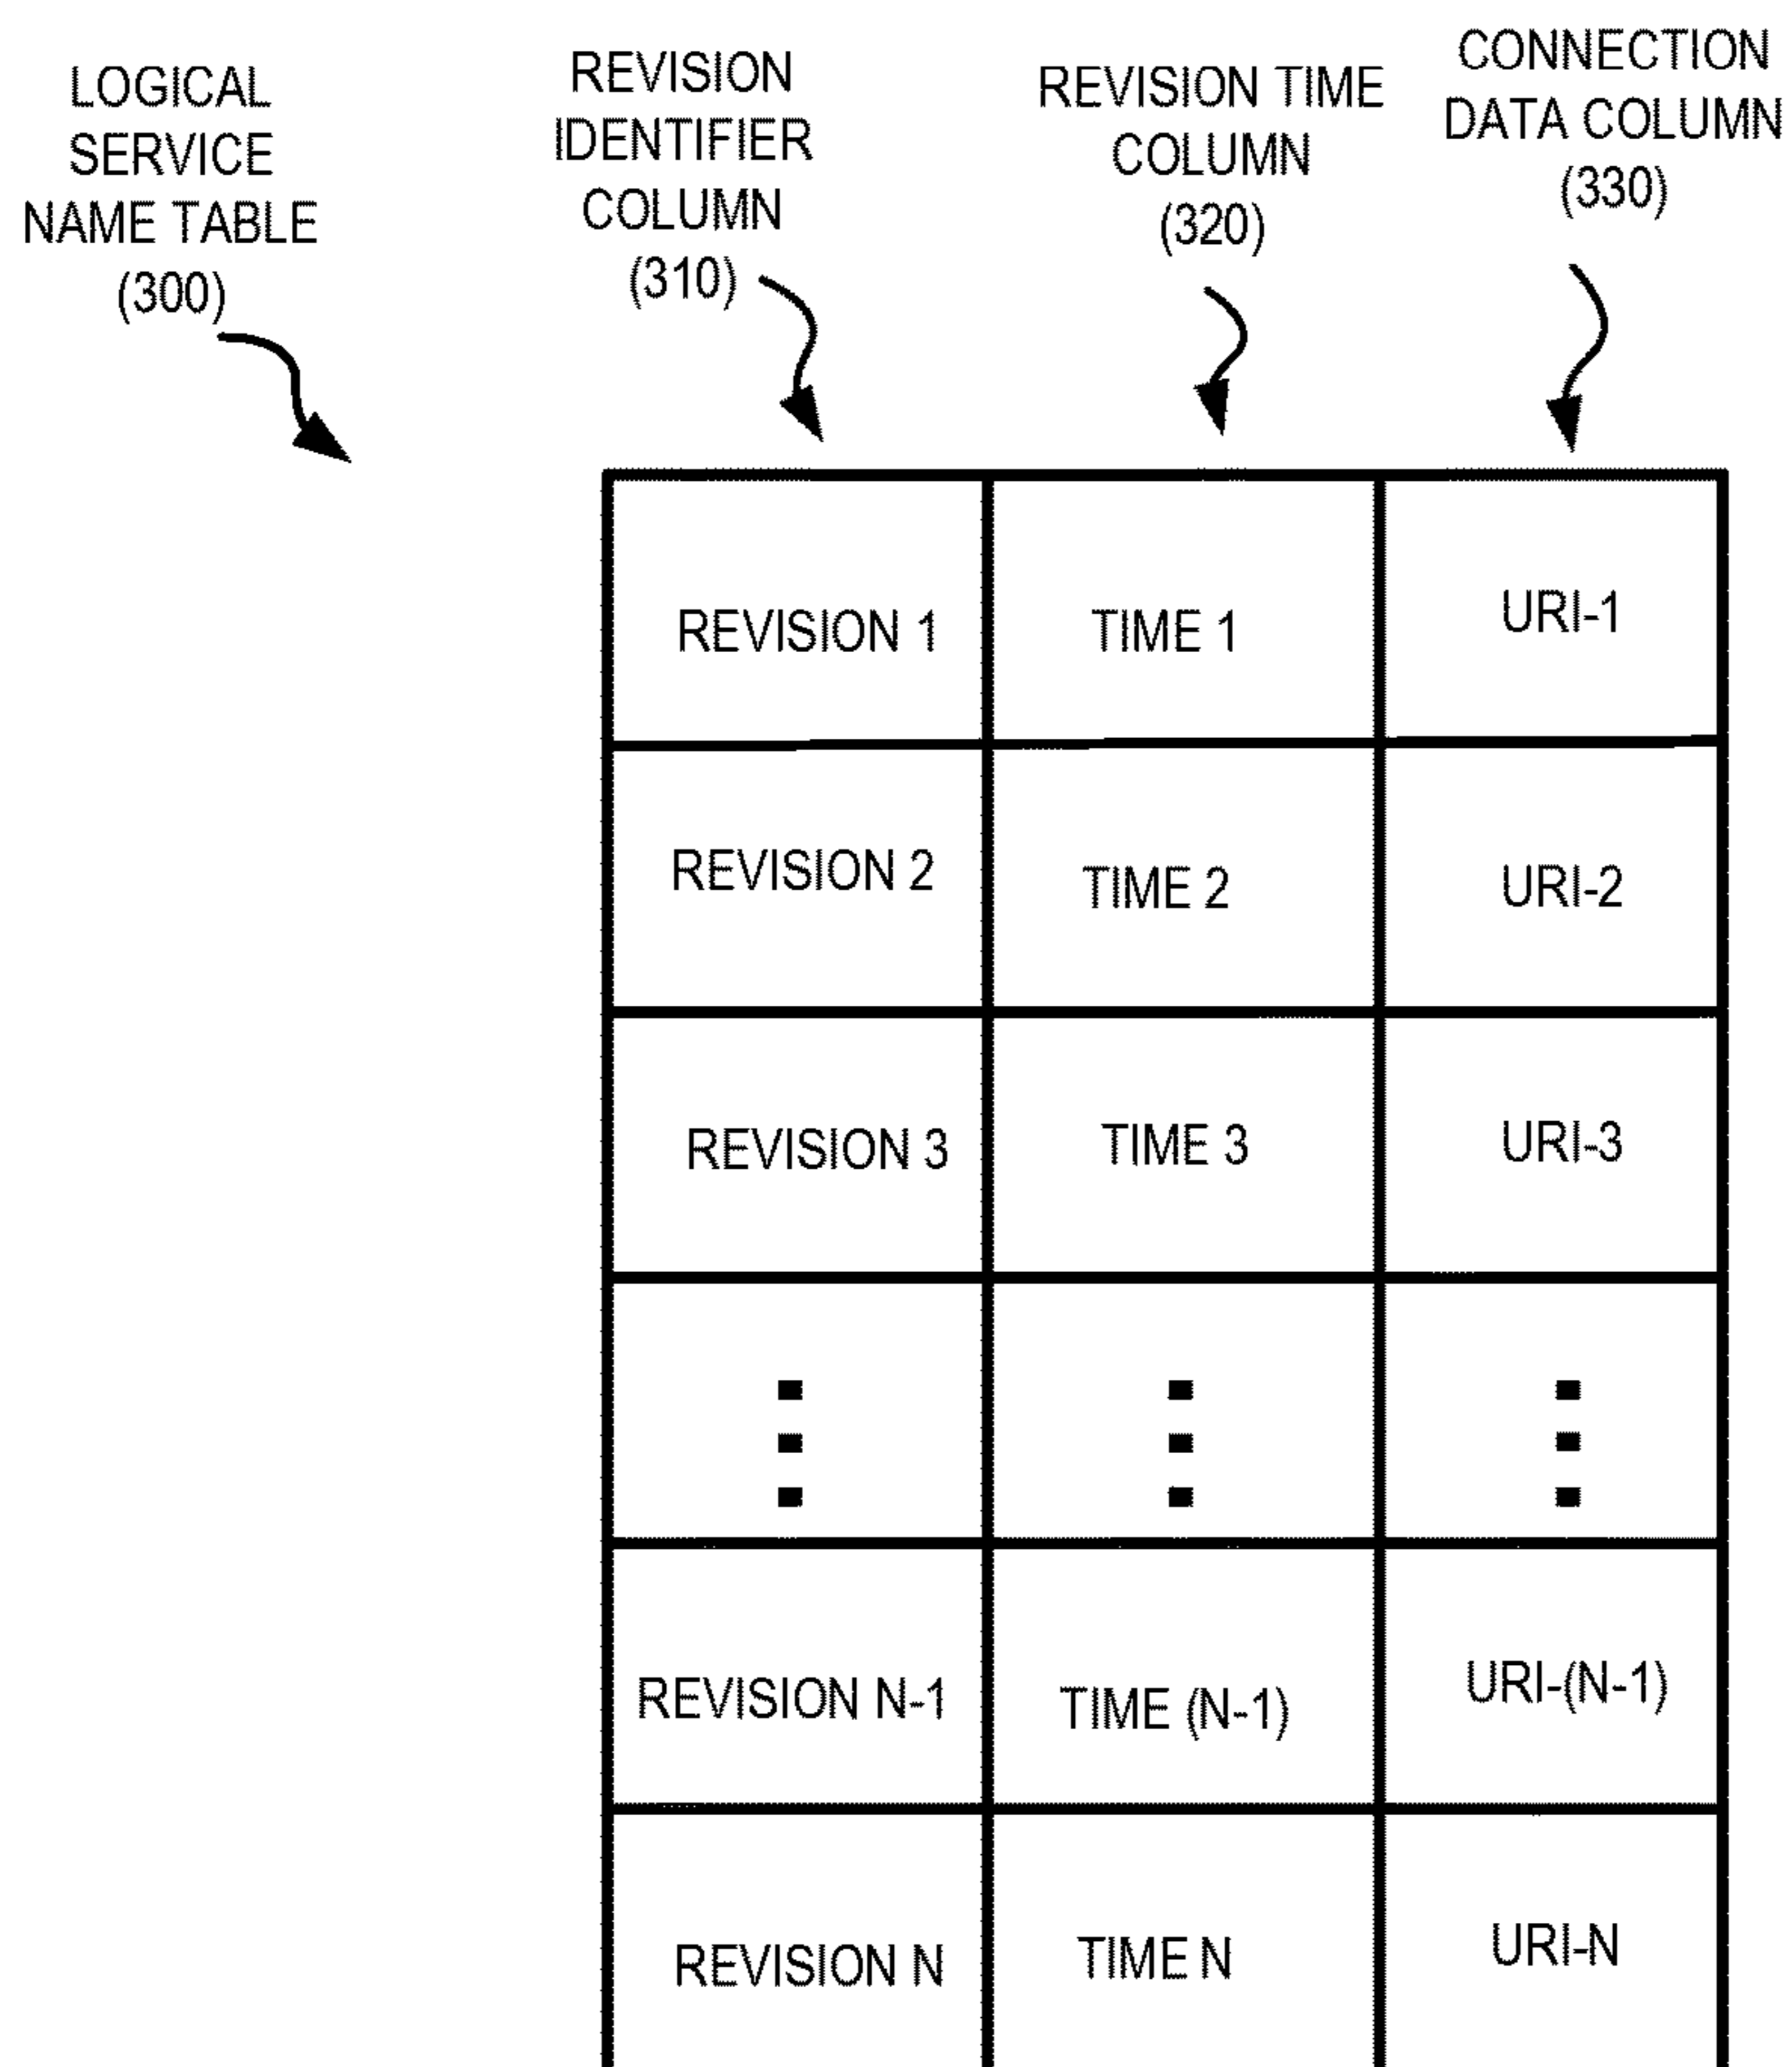 LOGICAL
SERVICE
NAME TABLE
(300)
REVISION
IDENTIFIER
COLUMN
(310)
REVISION TIME
COLUMN
(320)
CONNECTION
DATA COLUMN
(330)
REVISION 1
TIME 1
URI-1
REVISION 2
TIME 2
URI-2
REVISION 3
TIME 3
URI-3
REVISION N-1
TIME (N-1)
URI-(N-1)
REVISION N
TIME N
URI-N